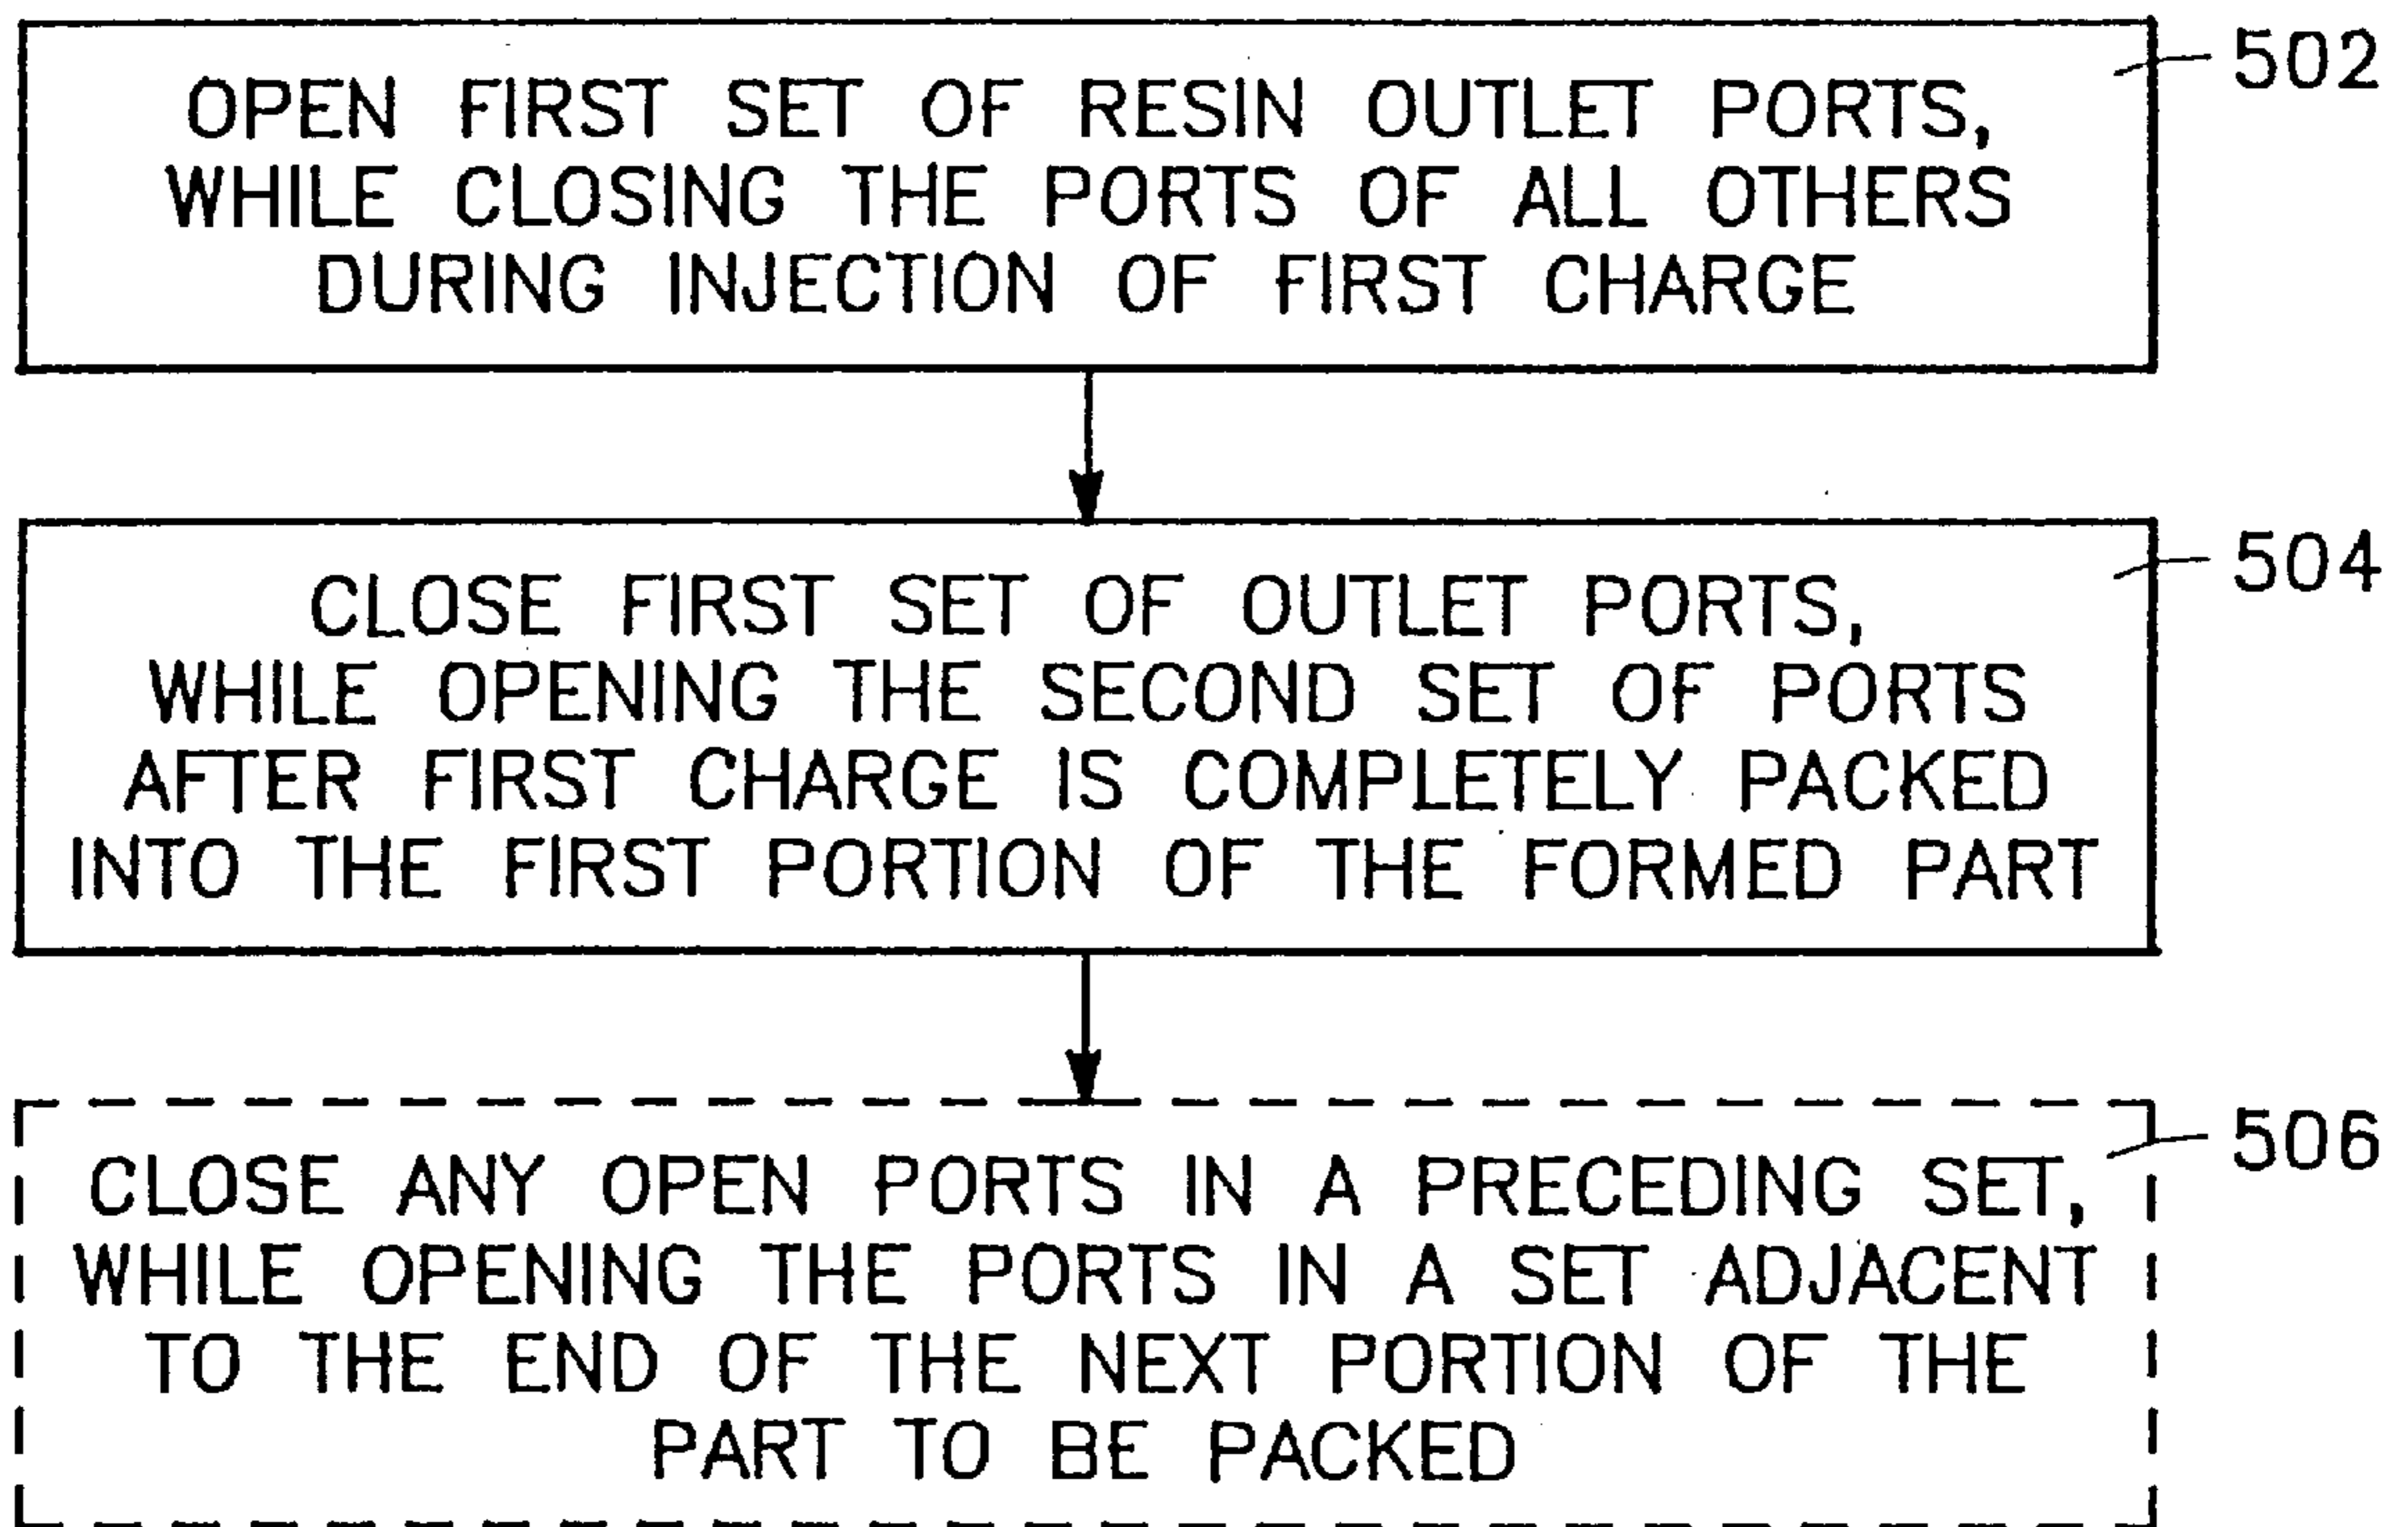 502
OPEN FIRST SET OF RESIN OUTLET PORTS,
WHILE CLOSING THE PORTS OF ALL OTHERS
DURING INJECTION OF FIRST CHARGE
504
CLOSE FIRST SET OF OUTLET PORTS,
WHILE OPENING THE SECOND SET OF PORTS
AFTER FIRST CHARGE IS COMPLETELY PACKED
INTO THE FIRST PORTION OF THE FORMED PART
506
CLOSE ANY OPEN PORTS IN A PRECEDING SET,
WHILE OPENING THE PORTS IN A SET ADJACENT
TO THE END OF THE NEXT PORTION OF THE
PART TO BE PACKED